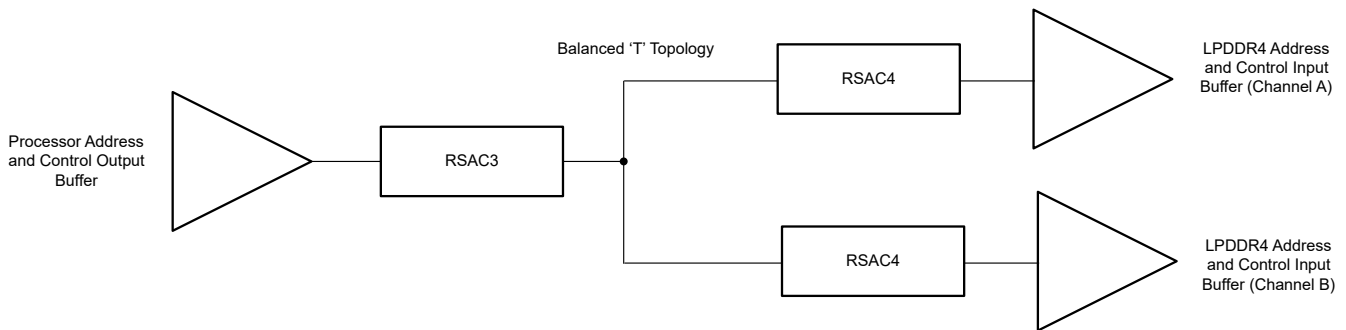 Balanced ‘T’ Topology
Processor Address
and Control Output
Buffer
RSAC3
RSAC4
LPDDR4 Address
and Control Input
Buffer (Channel A)
RSAC4
LPDDR4 Address
and Control Input
Buffer (Channel B)